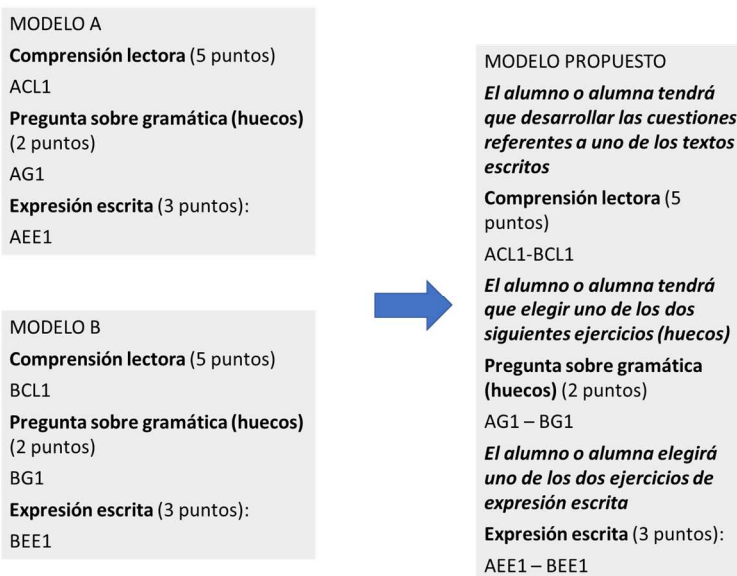 MODELO A
Comprensión lectora (5 puntos)
ACL1
Pregunta sobre gramática (huecos)
(2 puntos)
AG1
Expresión escrita (3 puntos):
AEE1
MODELO B
Comprensión lectora (5 puntos)
BCL1
Pregunta sobre gramática (huecos)
(2 puntos)
BG1
Expresión escrita (3 puntos):
BEE1
MODELO PROPUESTO
El alumno o alumna tendrá
que desarrollar las cuestiones
referentes a uno de los textos
escritos
Comprensión lectora (5
puntos)
ACL1-BCL1
El alumno o alumna tendrá
que elegir uno de los dos
siguientes ejercicios (huecos)
Pregunta sobre gramática
(huecos) (2 puntos)
AG1 – BG1
El alumno o alumna elegirá
uno de los dos ejercicios de
expresión escrita
Expresión escrita (3 puntos):
AEE1 – BEE1